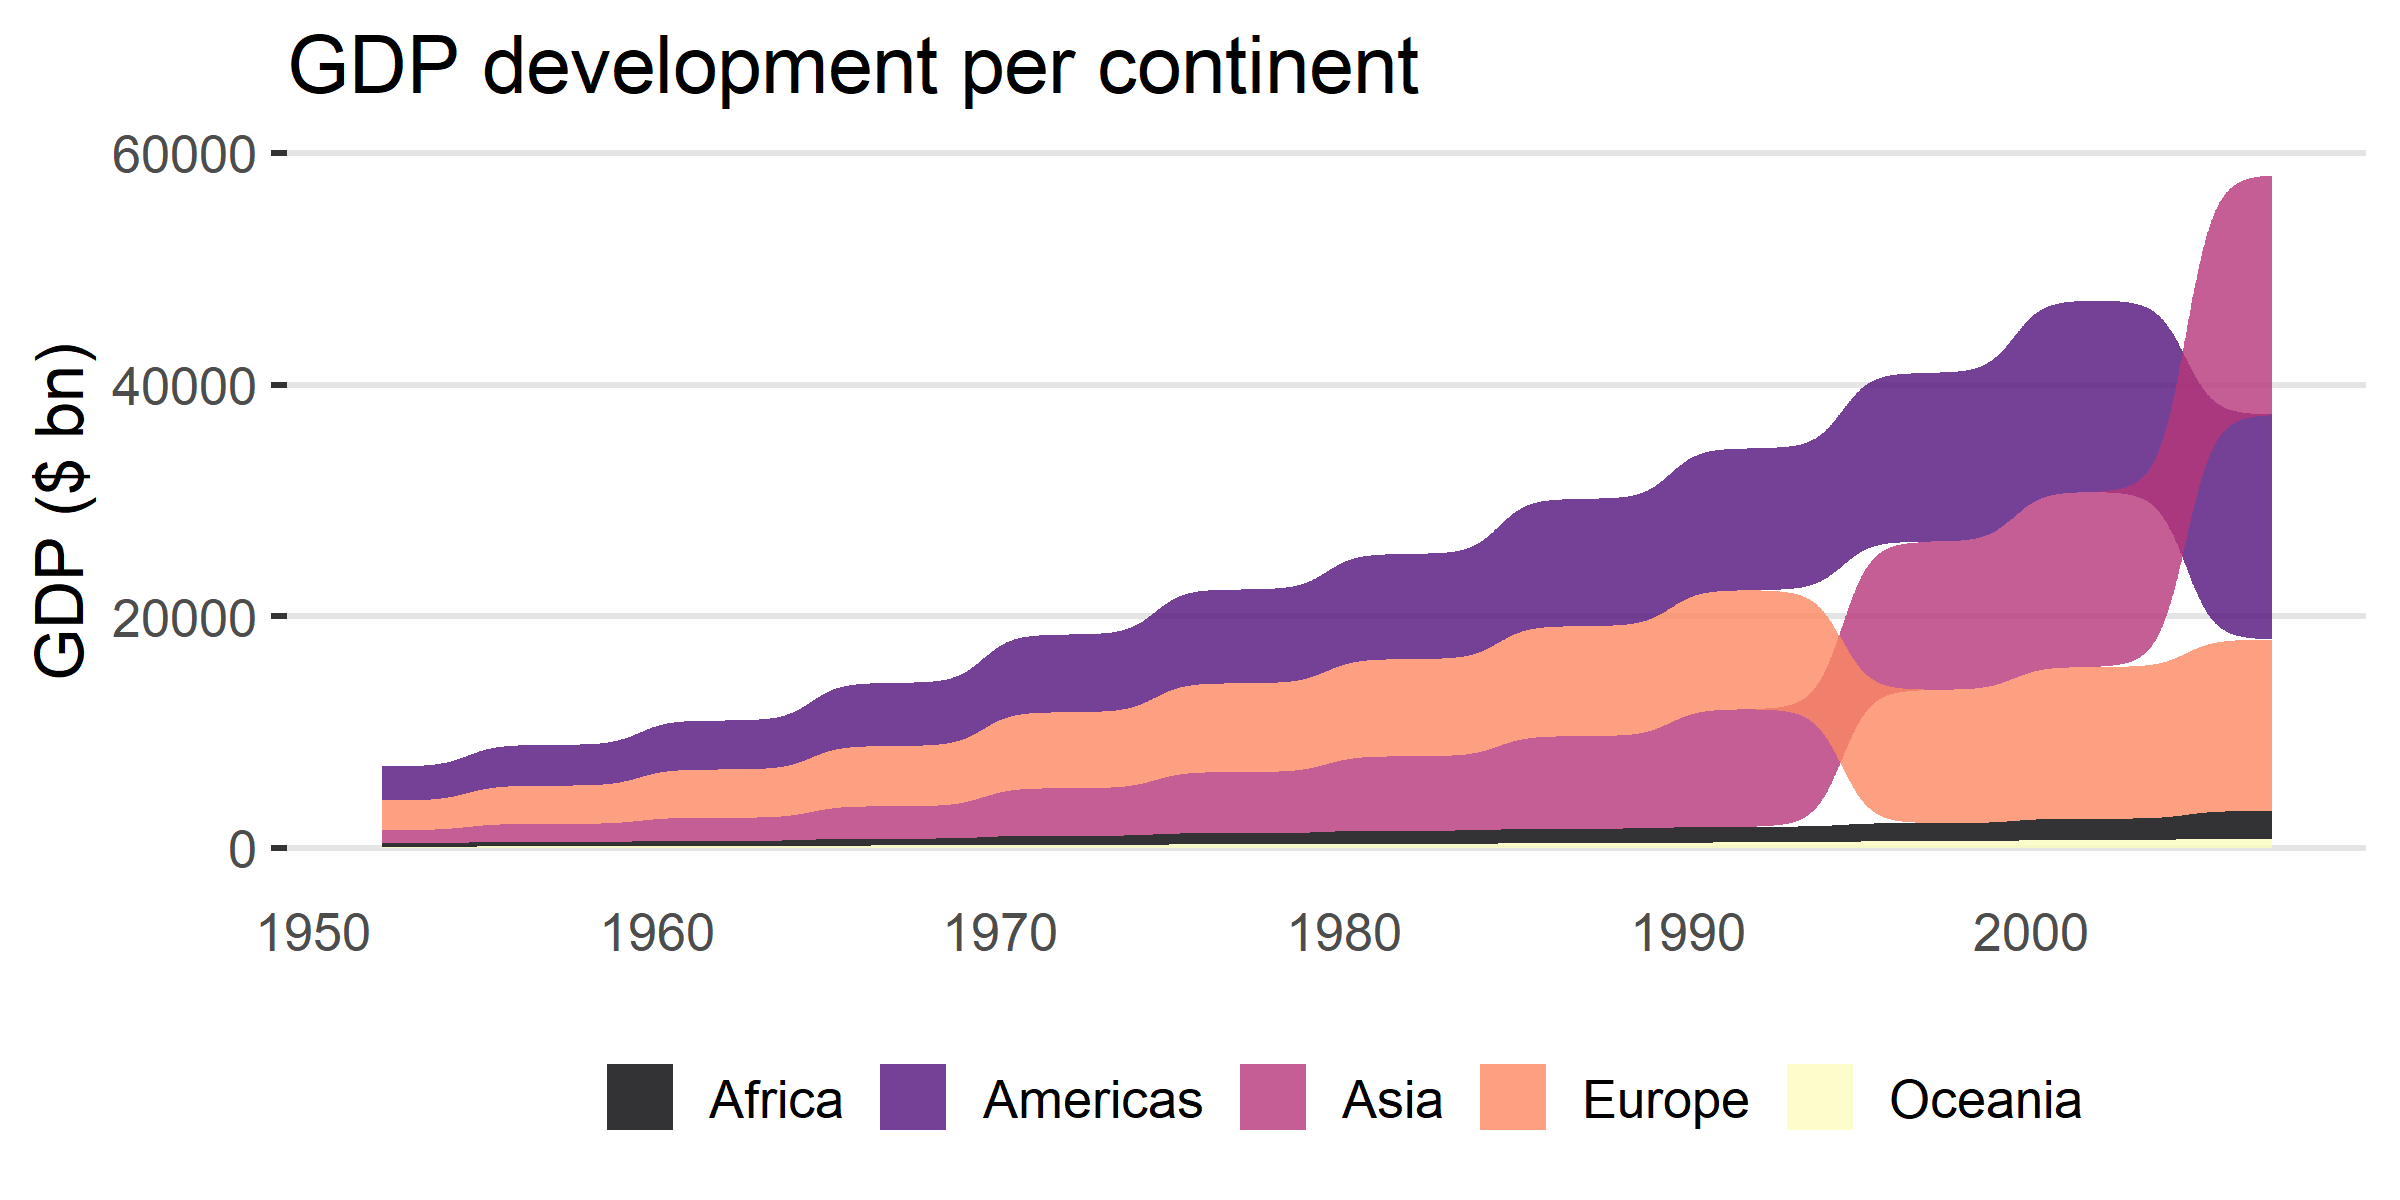 GDP development per continent
60000
40000
20000
0
GDP ($ bn)
1950 1960 1970 1980 1990 2000
Africa Americas Asia Europe Oceania